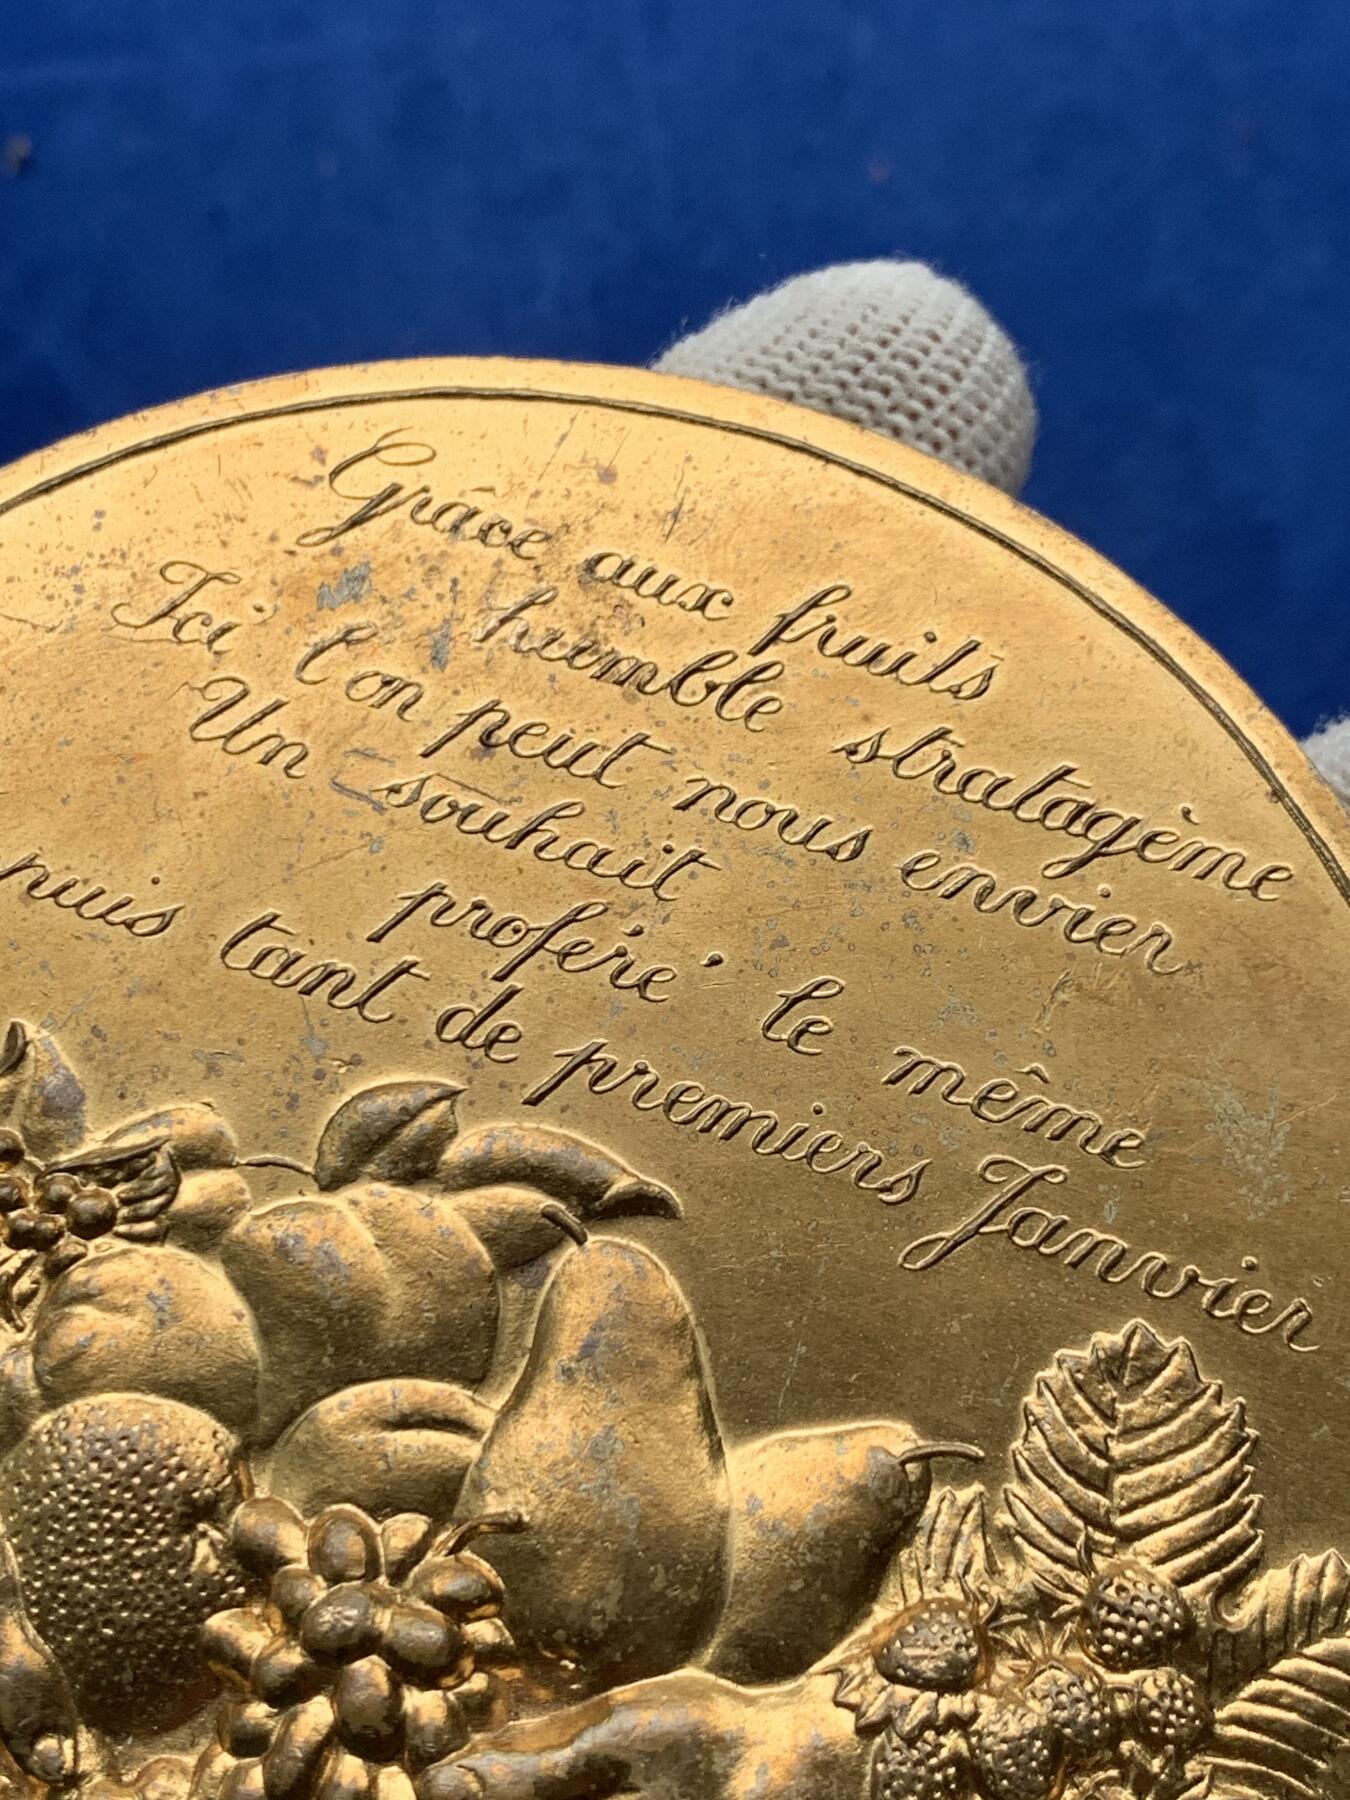 Grâce aux fruits
humble stratagème
Ici l'on peut nous envier
Un souhait proféré le même
puis tant de premiers Janvier